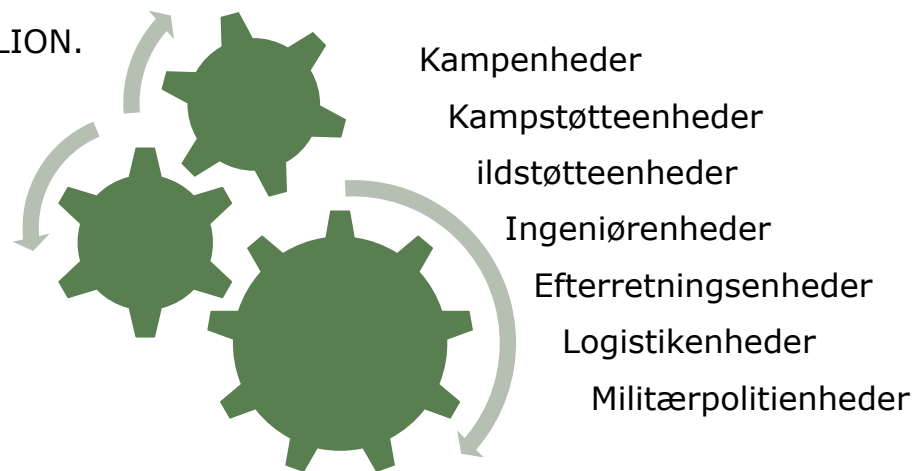 LION.
Kampenheder
Kampstøtteenheder
ildstøtteenheder
Ingeniørenheder
Efterretningsenheder
Logistikenheder
Militærpolitienheder